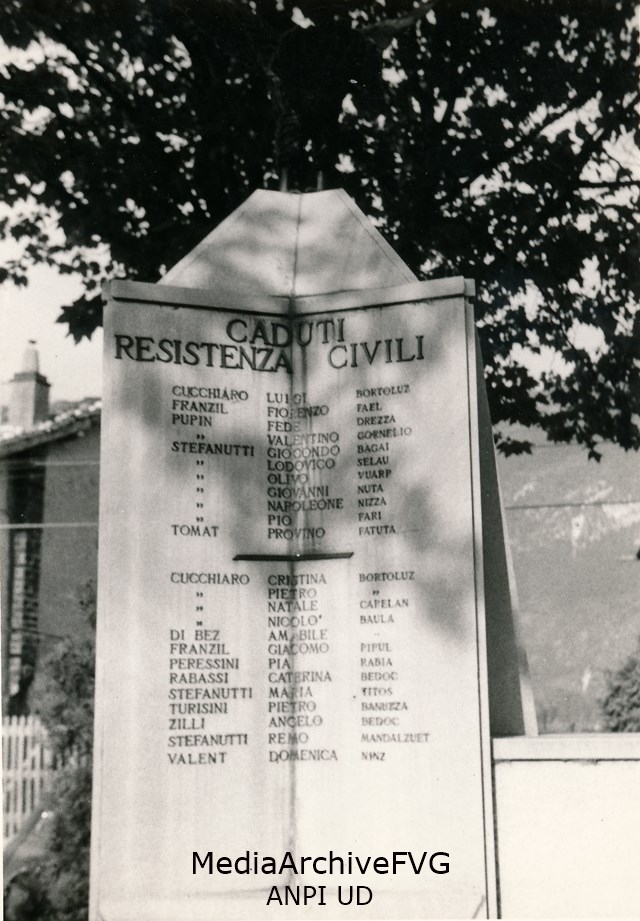 CADUTI
RESISTENZA CIVILI
CUCCHIARO LUIGI BORTOLUZ
FRANZIL FIORENZO FAEL
PUPIN FEDE DREZZA
" VALENTINO CORNELIO
STEFANUTTI GIOCONDO BAGAI
" LODOVICO SELAU
" OLIVO VUARP
" GIOVANNI NUTA
" NAPOLEONE NIZZA
" PIO FARI
TOMAT PROVINO FATUTA
CUCCHIARO CRISTINA BORTOLUZ
" PIETRO "
" NATALE CAPELAN
" NICOLO' BAULA
DI BEZ AMABILE
FRANZIL GIACOMO PIPUL
PERESSINI PIA RABIA
RABASSI CATERINA BEDOC
STEFANUTTI MARIA TITOS
TURISINI PIETRO BANUZZA
ZILLI ANGELO BEDOC
STEFANUTTI REMO MANDALZUET
VALENT DOMENICA NINZ
MediaArchiveFVG
ANPI UD